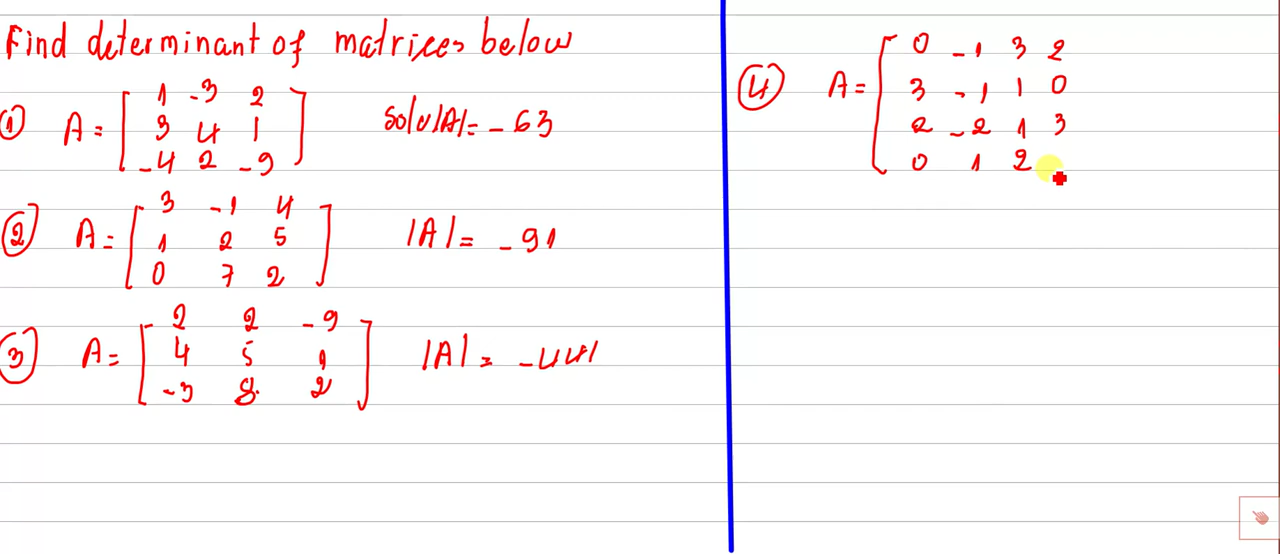 Find determinant of matrices below
① A = [ 1 -3 2
3 4 1
-4 2 -9 ] solu |A| = -63
② A = [ 3 -1 4
1 2 5
0 7 2 ] |A| = -91
③ A = [ 2 2 -9
4 5 1
-3 8 2 ] |A| = -441
④ A = [ 0 -1 3 2
3 -1 1 0
2 -2 1 3
0 1 2